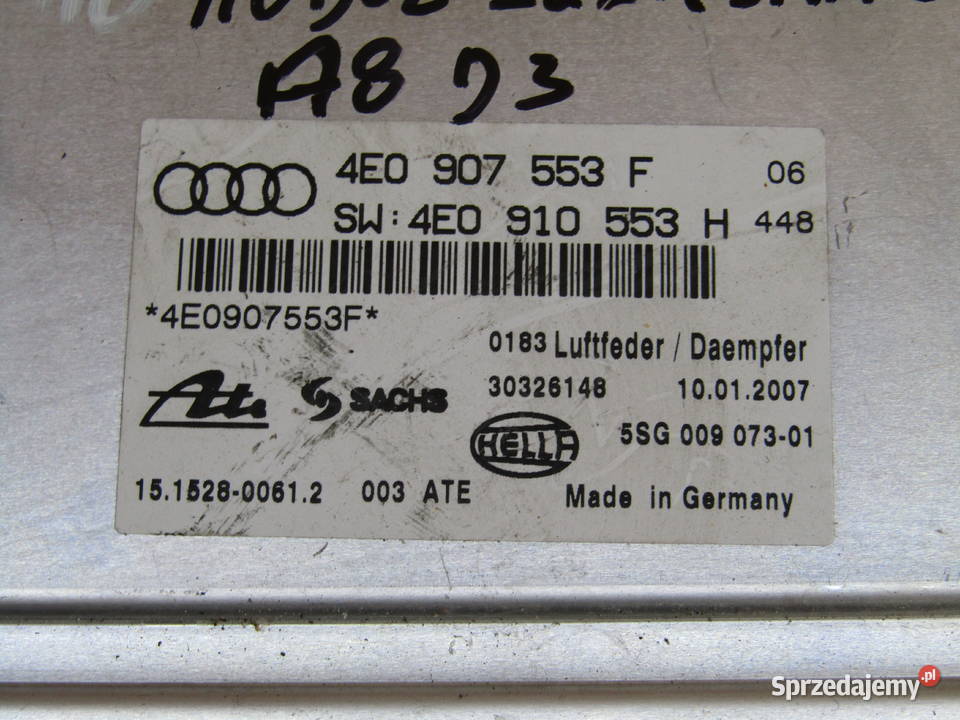 A8 D3
4E0 907 553 F 06
SW: 4E0 910 553 H 448
*4E0907553F*
0183 Luftfeder / Daempfer
30326148 10.01.2007
Ate SACHS
HELLA 5SG 009 073-01
15.1528-0061.2 003 ATE Made in Germany
Sprzedajemy.pl